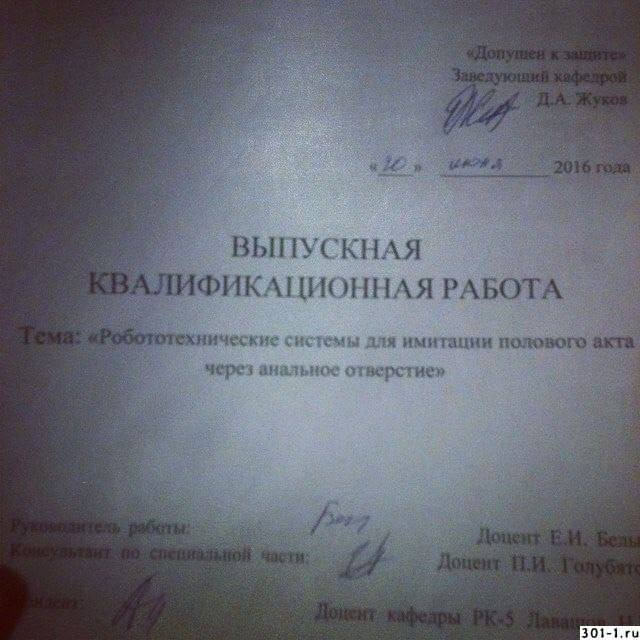 «Допущен к защите»
Заведующий кафедрой
Д.А. Жуков
« » июня 2016 года
ВЫПУСКНАЯ
КВАЛИФИКАЦИОННАЯ РАБОТА
Тема: «Робототехнические системы для имитации полового акта
через анальное отверстие»
Руководитель работы: Доцент Е.И.
Консультант по специальной части: Доцент П.И.
Доцент кафедры РК-5
301-1.ru